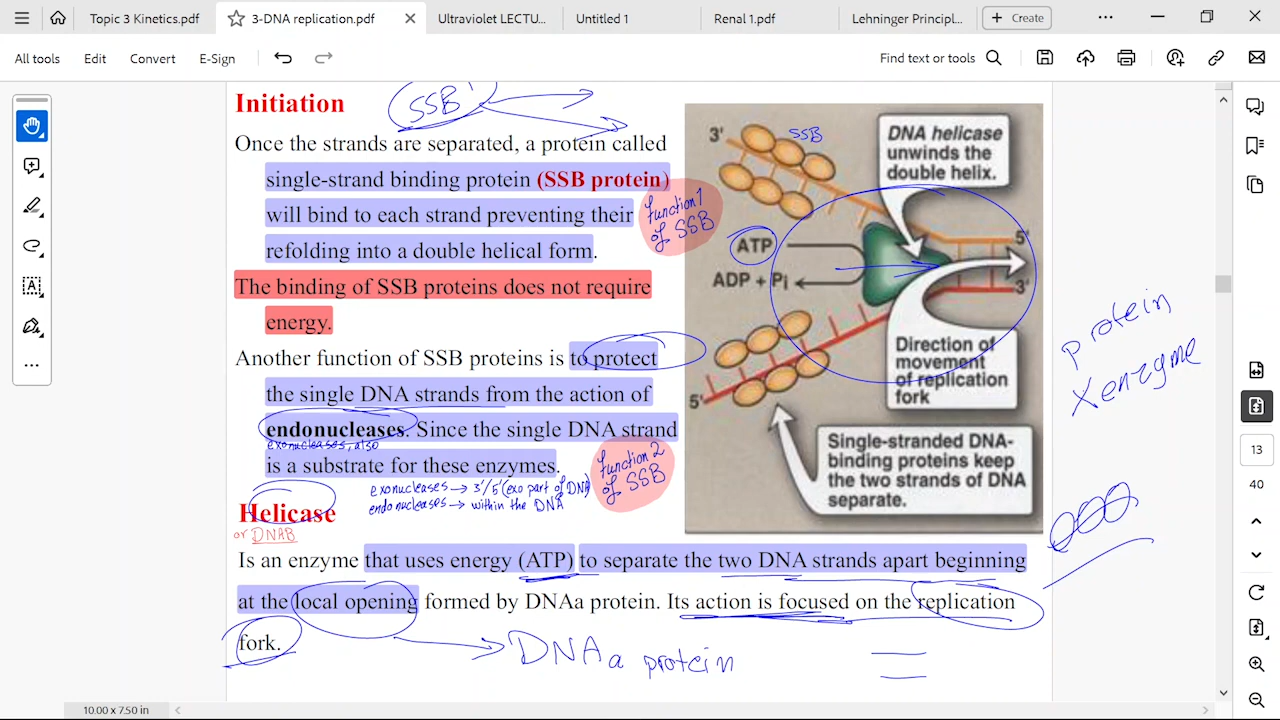 Topic 3 Kinetics.pdf
3-DNA replication.pdf
Ultraviolet LECTU...
Untitled 1
Renal 1.pdf
Lehninger Principl...
Create
All tools
Edit
Convert
E-Sign
Find text or tools
Initiation
SSB
Once the strands are separated, a protein called
single-strand binding protein (SSB protein)
will bind to each strand preventing their
refolding into a double helical form.
function 1
of SSB
The binding of SSB proteins does not require
energy.
Another function of SSB proteins is to protect
the single DNA strands from the action of
endonucleases. Since the single DNA strand
exonucleases, also
is a substrate for these enzymes.
function 2
of SSB
exonucleases → 3'/5' (exo part of DNA)
endonucleases → within the DNA
Helicase
or DNAB
Is an enzyme that uses energy (ATP) to separate the two DNA strands apart beginning
at the local opening formed by DNAa protein. Its action is focused on the replication
fork.
DNAa protein
3'
SSB
DNA helicase
unwinds the
double helix.
ATP
ADP + Pi
5'
3'
Direction of
movement
of replication
fork
5'
Single-stranded DNA-
binding proteins keep
the two strands of DNA
separate.
protein
X enzyme
13
40
10.00 x 7.50 in